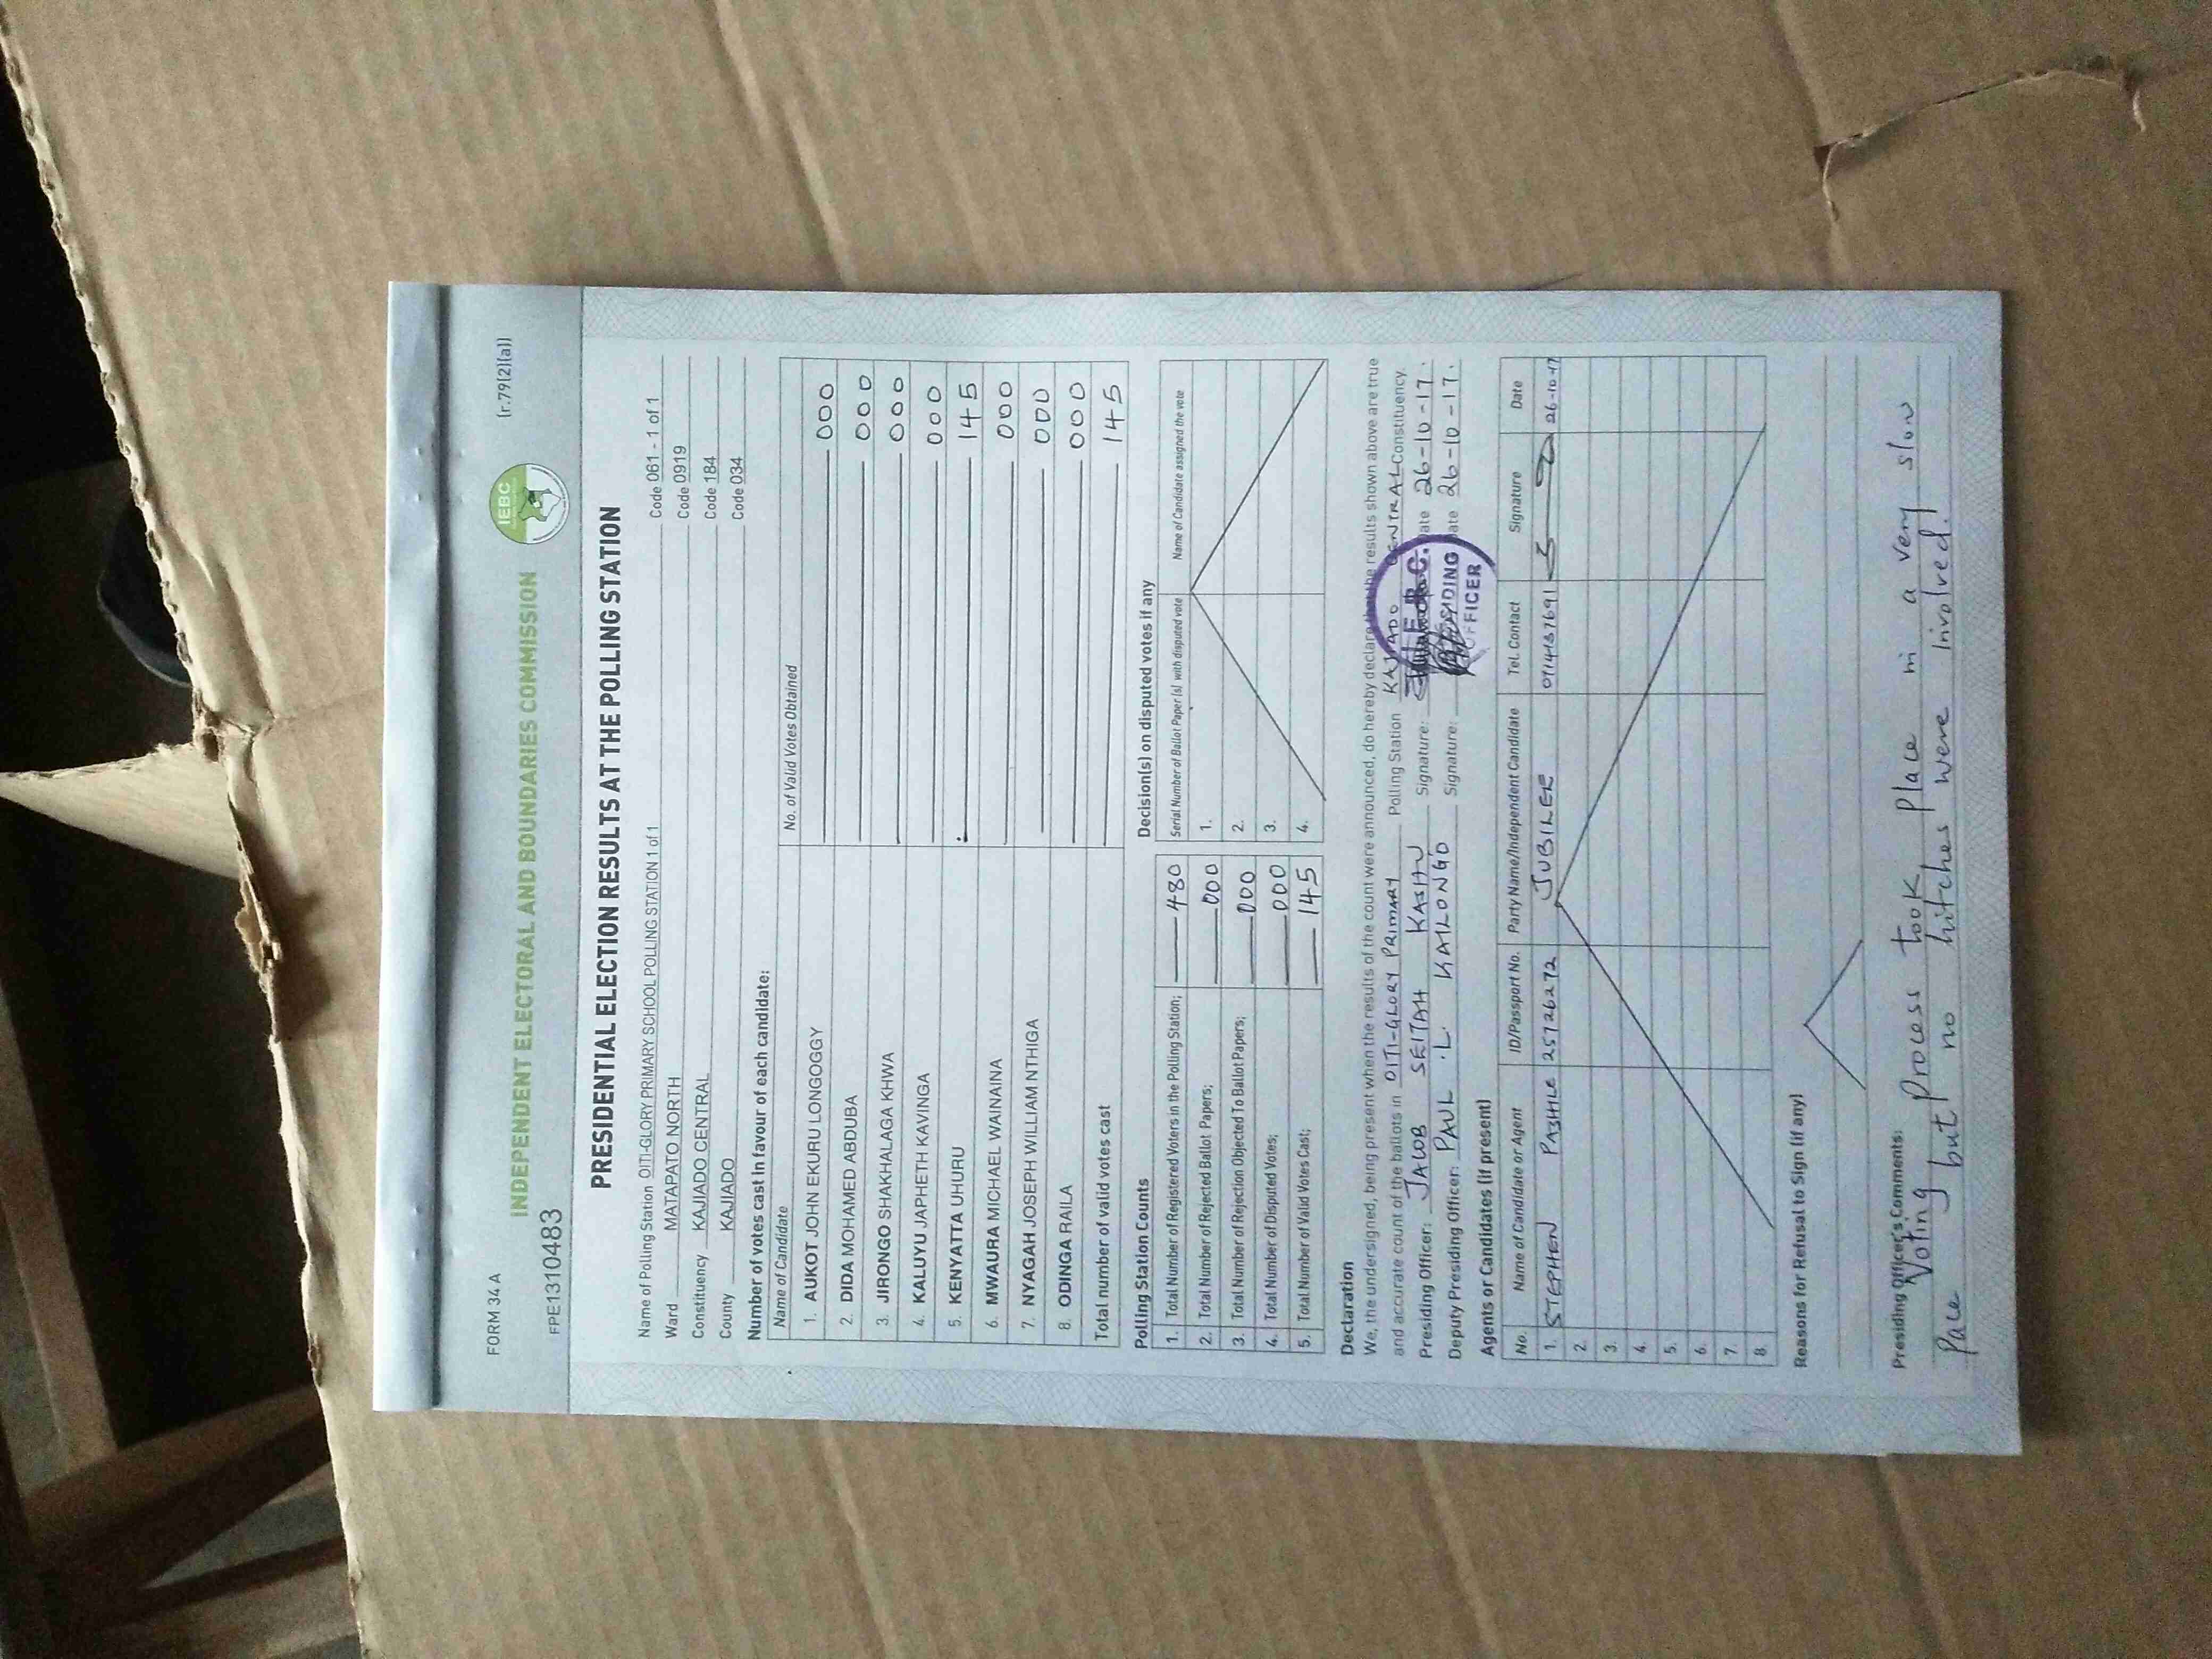 FORM 34 A
(r.79(2)(a))
IEBC
INDEPENDENT ELECTORAL AND BOUNDARIES COMMISSION
FPE1310483
PRESIDENTIAL ELECTION RESULTS AT THE POLLING STATION
Name of Polling Station OITI-GLORY PRIMARY SCHOOL POLLING STATION 1 of 1 Code 061 - 1 of 1
Ward MATAPATO NORTH Code 0919
Constituency KAJIADO CENTRAL Code 184
County KAJIADO Code 034
Number of votes cast in favour of each candidate:
Name of Candidate No. of Valid Votes Obtained
1. AUKOT JOHN EKURU LONGOGGY 000
2. DIDA MOHAMED ABDUBA 000
3. JIRONGO SHAKHALAGA KHWA 000
4. KALUYU JAPHETH KAVINGA 000
5. KENYATTA UHURU 145
6. MWAURA MICHAEL WAINAINA 000
7. NYAGAH JOSEPH WILLIAM NTHIGA 000
8. ODINGA RAILA 000
Total number of valid votes cast 145
Polling Station Counts
1. Total Number of Registered Voters in the Polling Station; 480
2. Total Number of Rejected Ballot Papers; 000
3. Total Number of Rejection Objected To Ballot Papers; 000
4. Total Number of Disputed Votes; 000
5. Total Number of Valid Votes Cast; 145
Decision(s) on disputed votes if any
Serial Number of Ballot Paper (s) with disputed vote Name of Candidate assigned the vote
1.
2.
3.
4.
Declaration
We, the undersigned, being present when the results of the count were announced, do hereby declare that the results shown above are true
and accurate count of the ballots in OITI-GLORY PRIMARY Polling Station KAJIADO CENTRAL Constituency.
Presiding Officer: JACOB SEITAH KASHU Signature: Date 26-10-17.
Deputy Presiding Officer: PAUL .L. KAILONGO Signature: Date 26-10-17.
I.E.B.C.
PRESIDING
OFFICER
Agents or Candidates (if present)
No. Name of Candidate or Agent ID/Passport No. Party Name/Independent Candidate Tel. Contact Signature Date
1. STEPHEN 25726272 JUBILEE 26-10-17
2.
3.
4.
5.
6.
7.
8.
Reasons for Refusal to Sign (if any)
Presiding Officer's Comments:
Voting Process took Place in a very slow
Pace but no hitches were involved.